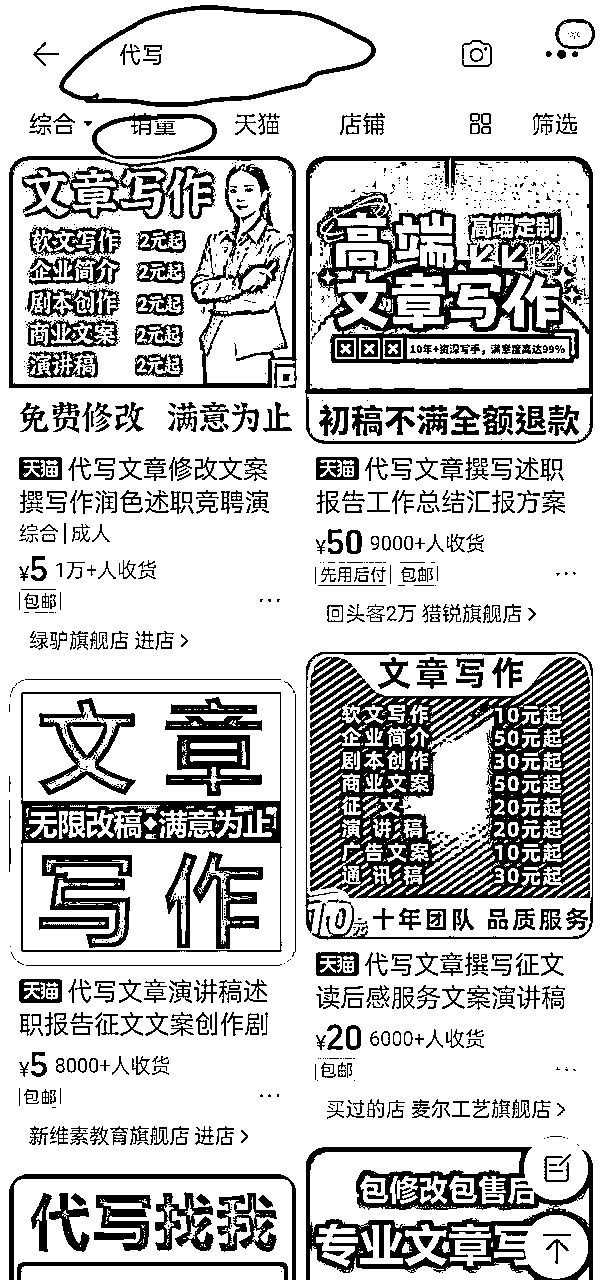 代写
综合 销量 天猫 店铺 筛选
文章写作
软文写作 2元起
企业简介 2元起
剧本创作 2元起
商业文案 2元起
演讲稿 2元起
免费修改 满意为止
天猫 代写文章修改文案
撰写作润色述职竞聘演
综合|成人
¥5 1万+人收货
包邮
绿驴旗舰店 进店
高端
高端定制
文章写作
10年+资深写手，满意度高达99%
初稿不满全额退款
天猫 代写文章撰写述职
报告工作总结汇报方案
¥50 9000+人收货
先用后付 包邮
回头客2万 猎锐旗舰店
文章
无限改稿 满意为止
写作
天猫 代写文章演讲稿述
职报告征文文案创作剧
¥5 8000+人收货
包邮
新维素教育旗舰店 进店
文章写作
软文写作 10元起
企业简介 50元起
剧本创作 30元起
商业文案 50元起
征文 20元起
演讲稿 20元起
广告文案 10元起
通讯稿 30元起
10 十年团队 品质服务
天猫 代写文章撰写征文
读后感服务文案演讲稿
¥20 6000+人收货
包邮
买过的店 麦尔工艺旗舰店
代写找我
包修改包售后
专业文章写